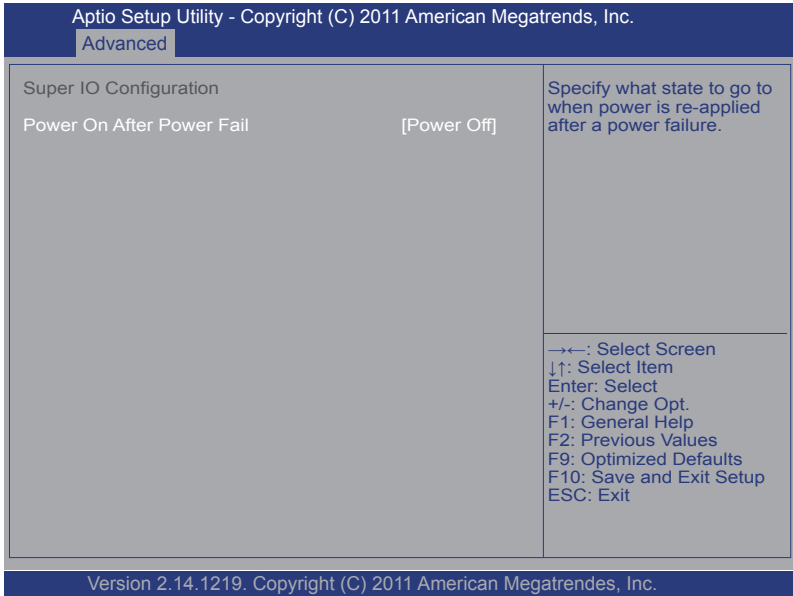 Aptio Setup Utility - Copyright (C) 2011 American Megatrends, Inc.
Advanced
Super IO Configuration
Power On After Power Fail [Power Off]
Specify what state to go to
when power is re-applied
after a power failure.
→←: Select Screen
↓↑: Select Item
Enter: Select
+/-: Change Opt.
F1: General Help
F2: Previous Values
F9: Optimized Defaults
F10: Save and Exit Setup
ESC: Exit
Version 2.14.1219. Copyright (C) 2011 American Megatrendes, Inc.